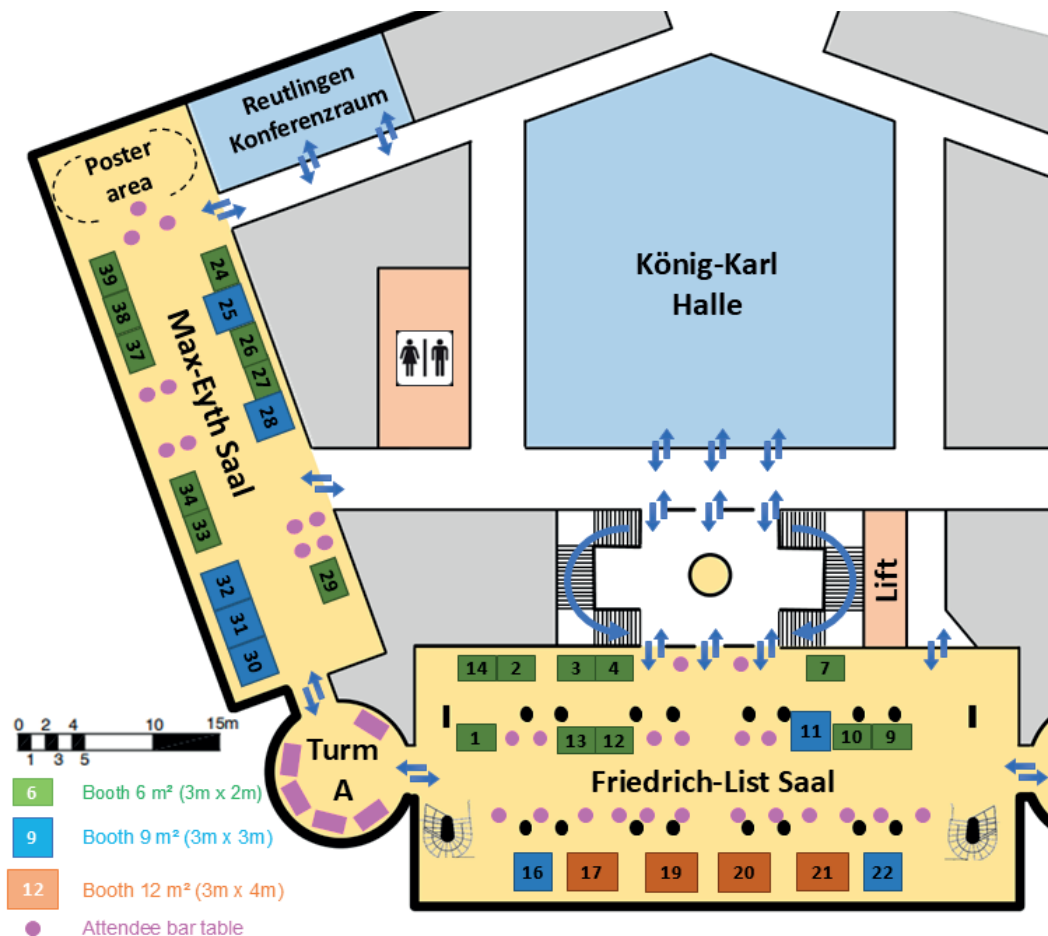 Reutlingen
Konferenzraum
Poster
area
König-Karl
Halle
39
38
37
24
25
26
27
28
Max-Eyth Saal
34
33
29
32
31
30
Lift
14
2
3
4
7
1
13
12
11
10
9
Friedrich-List Saal
Turm
A
16
17
19
20
21
22
0 2 4 10 15m
1 3 5
6 Booth 6 m² (3m x 2m)
9 Booth 9 m² (3m x 3m)
12 Booth 12 m² (3m x 4m)
Attendee bar table